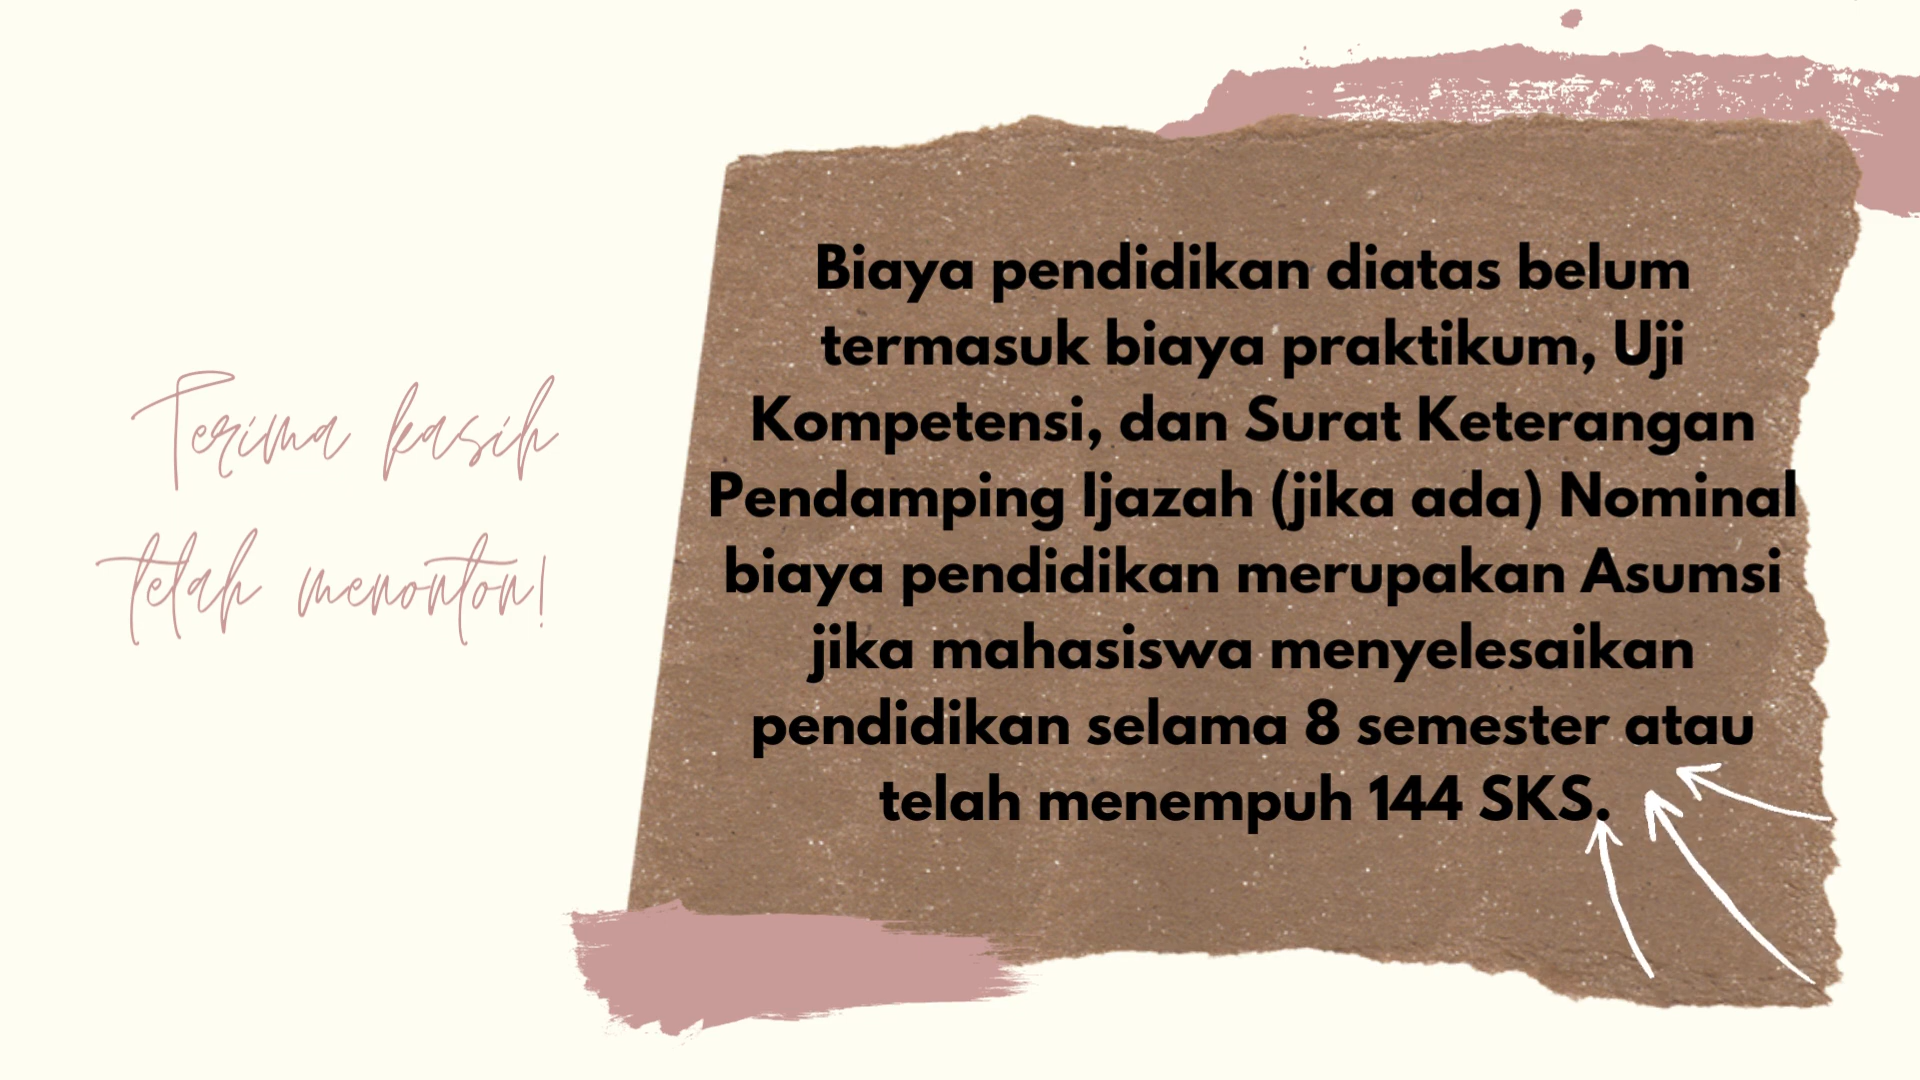 Terima kasih
telah menonton!
Biaya pendidikan diatas belum
termasuk biaya praktikum, Uji
Kompetensi, dan Surat Keterangan
Pendamping Ijazah (jika ada) Nominal
biaya pendidikan merupakan Asumsi
jika mahasiswa menyelesaikan
pendidikan selama 8 semester atau
telah menempuh 144 SKS.